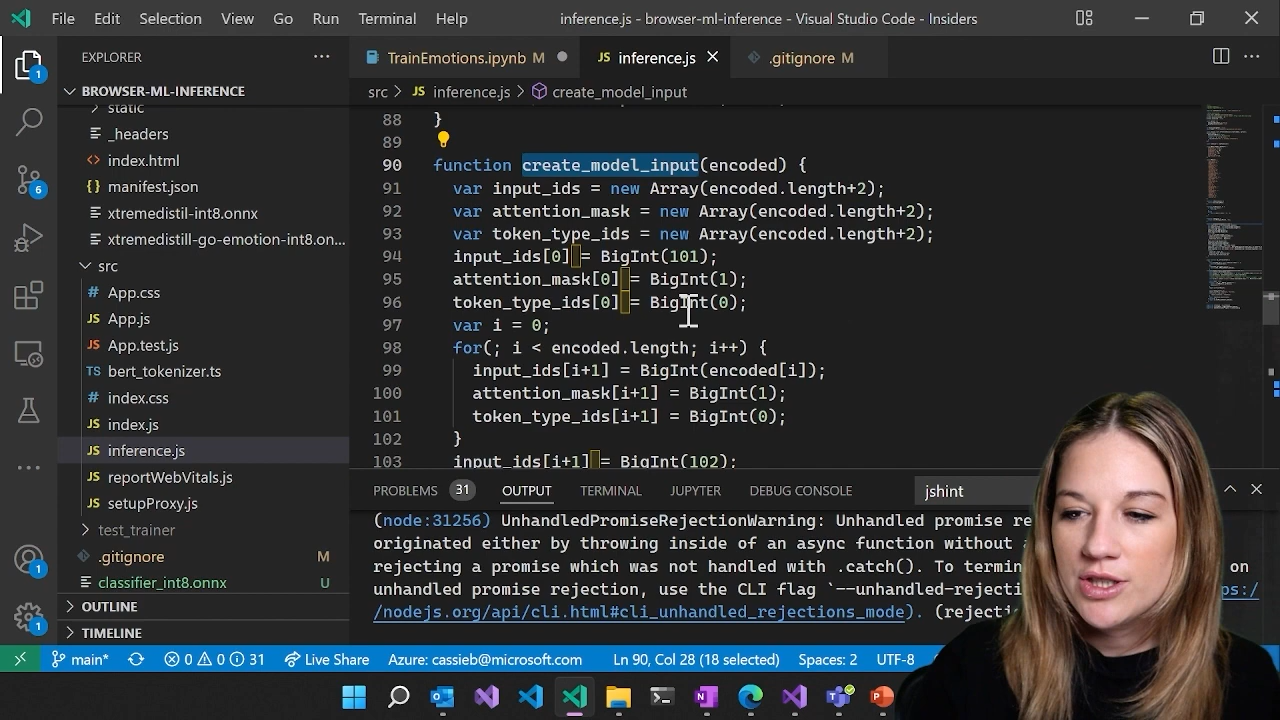 File Edit Selection View Go Run Terminal Help
inference.js - browser-ml-inference - Visual Studio Code - Insiders
EXPLORER
BROWSER-ML-INFERENCE
static
_headers
index.html
manifest.json
xtremedistil-int8.onnx
xtremedistill-go-emotion-int8.on...
src
App.css
App.js
App.test.js
bert_tokenizer.ts
index.css
index.js
inference.js
reportWebVitals.js
setupProxy.js
test_trainer
.gitignore M
classifier_int8.onnx U
OUTLINE
TIMELINE
TrainEmotions.ipynb M
JS inference.js
.gitignore M
src > JS inference.js > create_model_input
88 }
89
90 function create_model_input(encoded) {
91 var input_ids = new Array(encoded.length+2);
92 var attention_mask = new Array(encoded.length+2);
93 var token_type_ids = new Array(encoded.length+2);
94 input_ids[0] = BigInt(101);
95 attention_mask[0] = BigInt(1);
96 token_type_ids[0] = BigInt(0);
97 var i = 0;
98 for(; i < encoded.length; i++) {
99 input_ids[i+1] = BigInt(encoded[i]);
100 attention_mask[i+1] = BigInt(1);
101 token_type_ids[i+1] = BigInt(0);
102 }
103 input_ids[i+1] = BigInt(102);
PROBLEMS 31 OUTPUT TERMINAL JUPYTER DEBUG CONSOLE jshint
(node:31256) UnhandledPromiseRejectionWarning: Unhandled promise re
originated either by throwing inside of an async function without
rejecting a promise which was not handled with .catch(). To termin on
unhandled promise rejection, use the CLI flag `--unhandled-rejection ps:/
/nodejs.org/api/cli.html#cli_unhandled_rejections_mode). (rejectio
main* 0 0 31 Live Share Azure: cassieb@microsoft.com Ln 90, Col 28 (18 selected) Spaces: 2 UTF-8